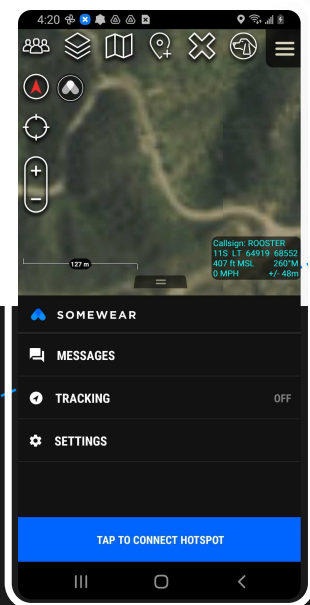 4:20
+
−
127 m
Callsign: ROOSTER
11S LT 64919 68552
407 ft MSL 260°M
0 MPH +/- 48m
SOMEWEAR
MESSAGES
TRACKING OFF
SETTINGS
TAP TO CONNECT HOTSPOT